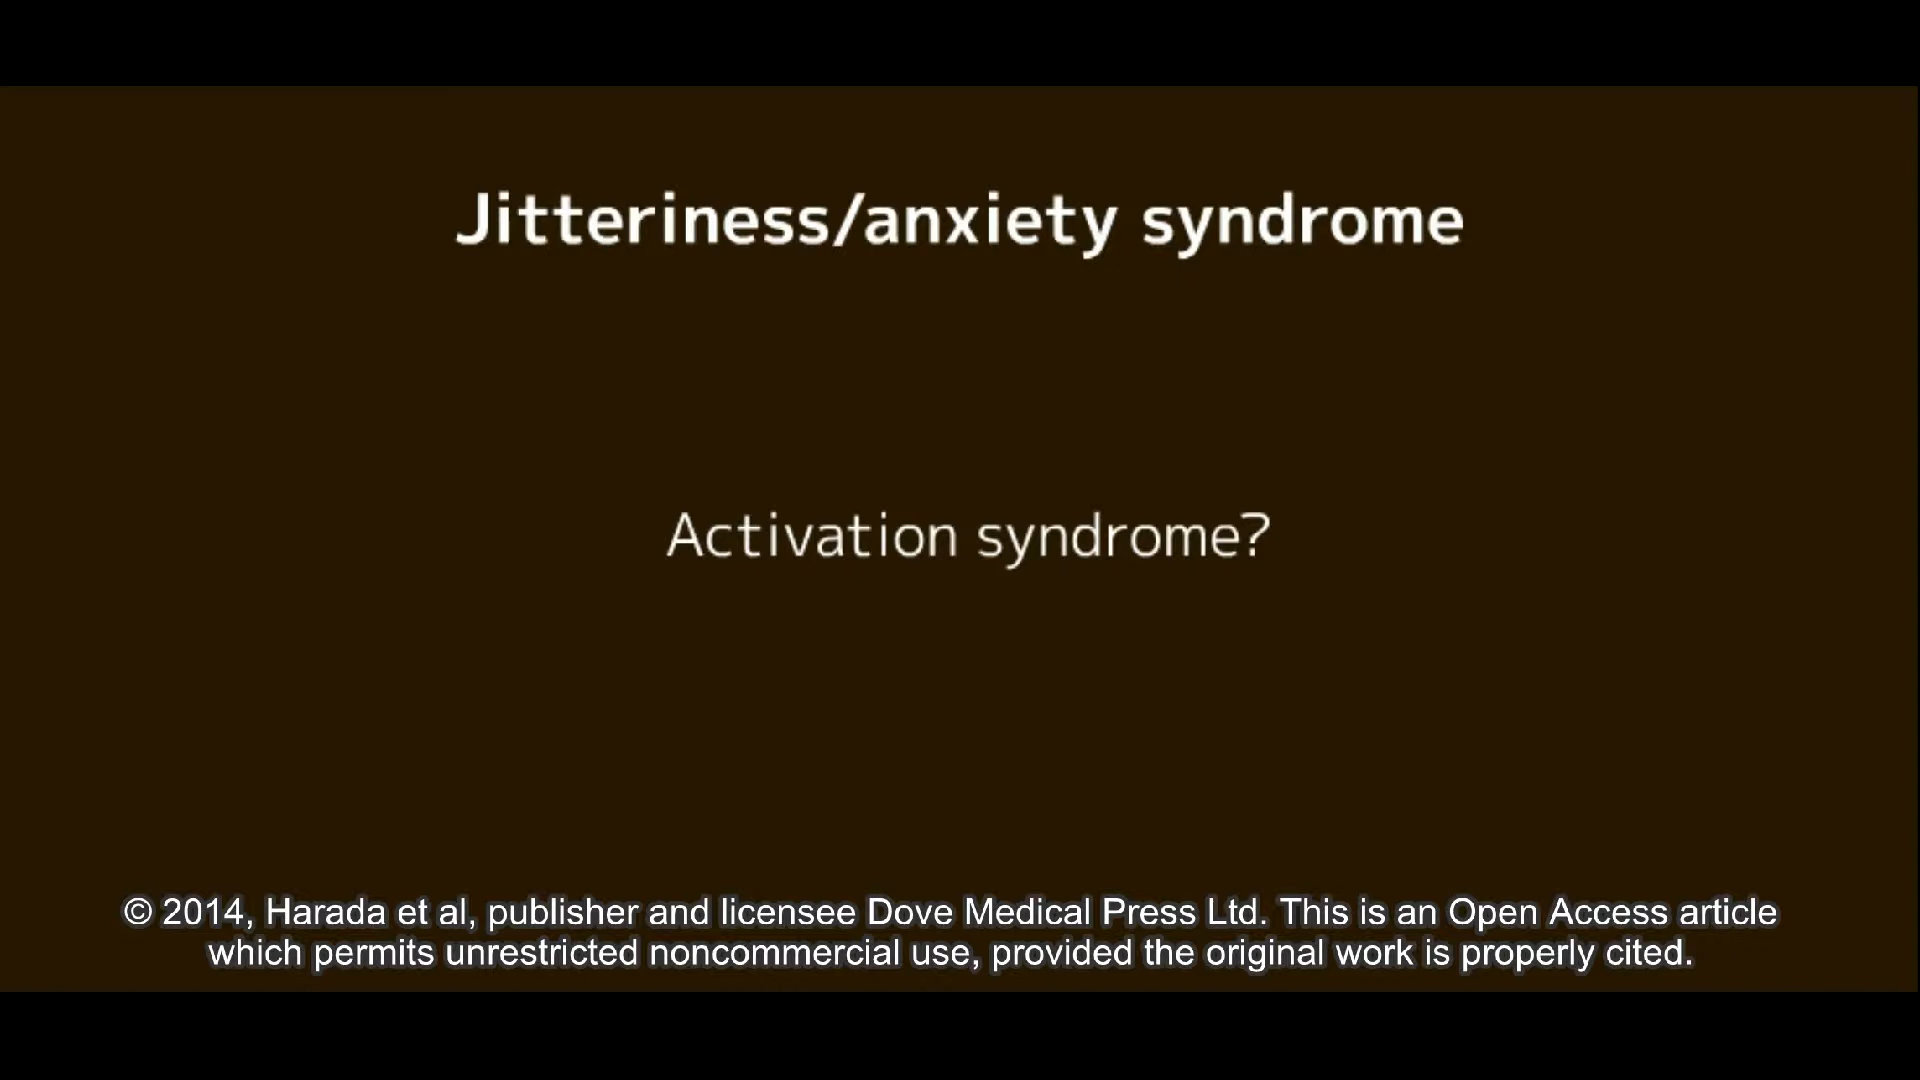 Jitteriness/anxiety syndrome
Activation syndrome?
© 2014, Harada et al, publisher and licensee Dove Medical Press Ltd. This is an Open Access article
which permits unrestricted noncommercial use, provided the original work is properly cited.